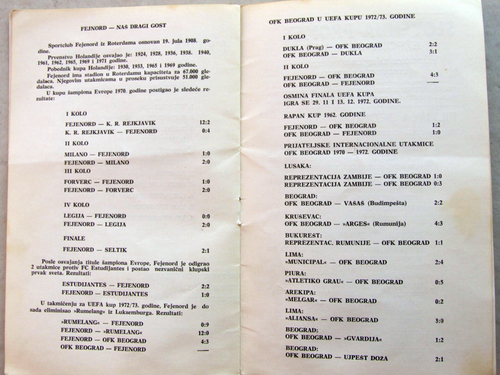 FEJNORD — NAŠ DRAGI GOST
Sportclub Fejenord iz Roterdama osnovan 19. jula 1908. godine.
Prvenstvo Holandije osvajao je: 1924, 1928, 1936, 1938. 1940, 1961, 1962, 1965, 1969 i 1971 godine.
Pobednik kupa Holandije: 1930, 1935, 1965 i 1969 godine.
Fejenord ima stadion u Roterdamu kapaciteta za 67.000 gledalaca. Njegovim utakmicama u proseku prisustvuje 51.000 gledalaca.
U kupu šampiona Evrope 1970. godine postigao je sledeće rezultate:
I KOLO
FEJENORD — K. R. REJKJAVIK 12:2
K. R. REJKJAVIK — FEJENORD 0:4
II KOLO
MILANO — FEJENORD 1:0
FEJENORD — MILANO 2:0
III KOLO
FORVERC — FEJENORD 1:0
FEJENORD — FORVERC 2:0
IV KOLO
LEGIJA — FEJENORD 0:0
FEJENORD — LEGIJA 2:0
FINALE
FEJENORD — SELTIK 2:1
Posle osvajanja titule šampiona Evrope, Fejenord je odigrao 2 utakmice protiv FC Estudijantes i postao nezvanični klupski prvak sveta. Rezultati:
ESTUDIJANTES — FEJENORD 2:2
FEJENORD — ESTUDIJANTES 1:0
U takmičenju za UEFA kup 1972/73. godine, Fejenord je do sada eliminisao »Rumelang« iz Luksemburga. Rezultati:
»RUMELANG« — FEJENORD 0:9
FEJENORD — »RUMELANG« 12:0
FEJENORD — OFK BEOGRAD 4:3
OFK BEOGRAD — FEJENORD —
OFK BEOGRAD U UEFA KUPU 1972/73. GODINE
I KOLO
DUKLA (Prag) — OFK BEOGRAD 2:2
OFK BEOGRAD — DUKLA 3:1
II KOLO
FEJENORD — OFK BEOGRAD 4:3
OFK BEOGRAD — FEJENORD —
OSMINA FINALA UEFA KUPA
IGRA SE 29. 11 I 13. 12. 1972. GODINE.
RAPAN KUP 1962. GODINE
FEJENORD — OFK BEOGRAD 1:2
OFK BEOGRAD — FEJENORD 1:0
PRIJATELJSKE INTERNACIONALNE UTAKMICE
OFK BEOGRAD 1970 — 1972. GODINE
LUSAKA:
REPREZENTACIJA ZAMBIJE — OFK BEOGRAD 1:0
REPREZENTACIJA ZAMBIJE — OFK BEOGRAD 0:3
BEOGRAD:
OFK BEOGRAD — VASAŠ (Budimpešta) 2:2
KRUSEVAC:
OFK BEOGRAD — »ARGES« (Rumunija) 4:3
BUKUREST:
REPREZENTAC, RUMUNIJE — OFK BEOGRAD 1:1
LIMA:
»MUNICIPAL« — OFK BEOGRAD 2:4
PIURA:
»ATLETIKO GRAU« — OFK BEOGRAD 0:5
AREKIPA:
»MELGAR« — OFK BEOGRAD 0:2
LIMA:
»ALIANSA« — OFK BEOGRAD 3:0
BEOGRAD:
OFK BEOGRAD — »GVARDIJA« 1:2
BEOGRAD:
OFK BEOGRAD — UJPEST DOZA 2:1